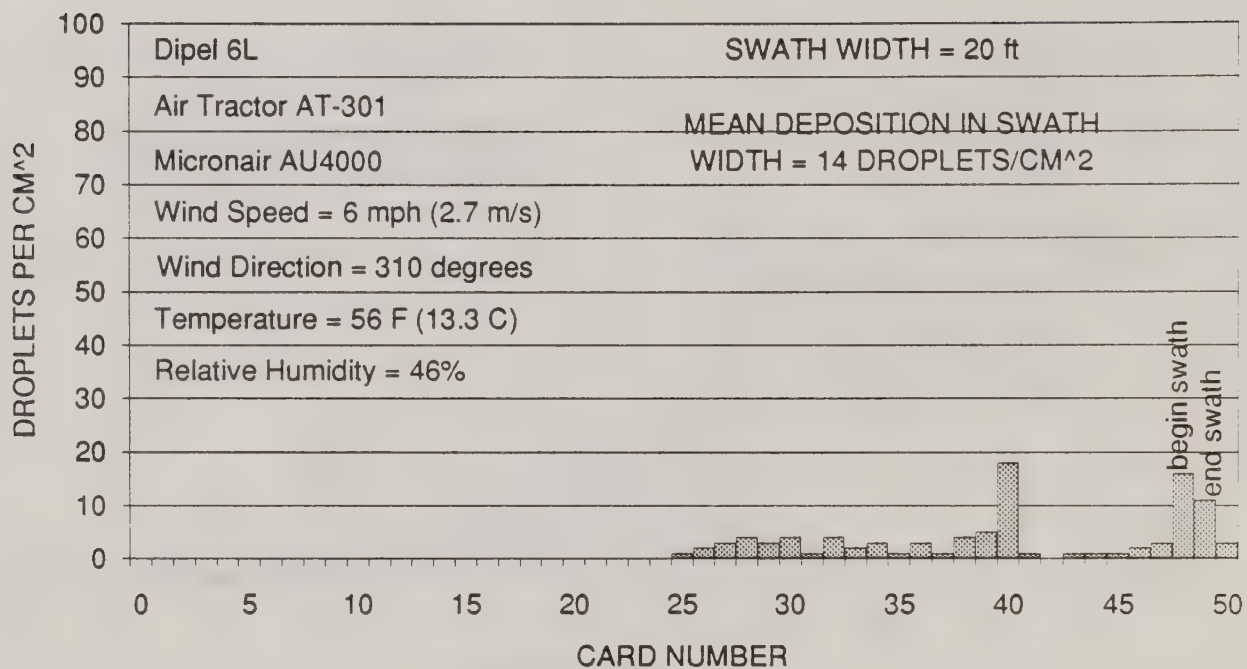 100
90
80
70
60
50
40
30
20
10
0
DROPLETS PER CM^2
Dipel 6L
Air Tractor AT-301
Micronair AU4000
Wind Speed = 6 mph (2.7 m/s)
Wind Direction = 310 degrees
Temperature = 56 F (13.3 C)
Relative Humidity = 46%
SWATH WIDTH = 20 ft
MEAN DEPOSITION IN SWATH
WIDTH = 14 DROPLETS/CM^2
begin swath
end swath
0 5 10 15 20 25 30 35 40 45 50
CARD NUMBER